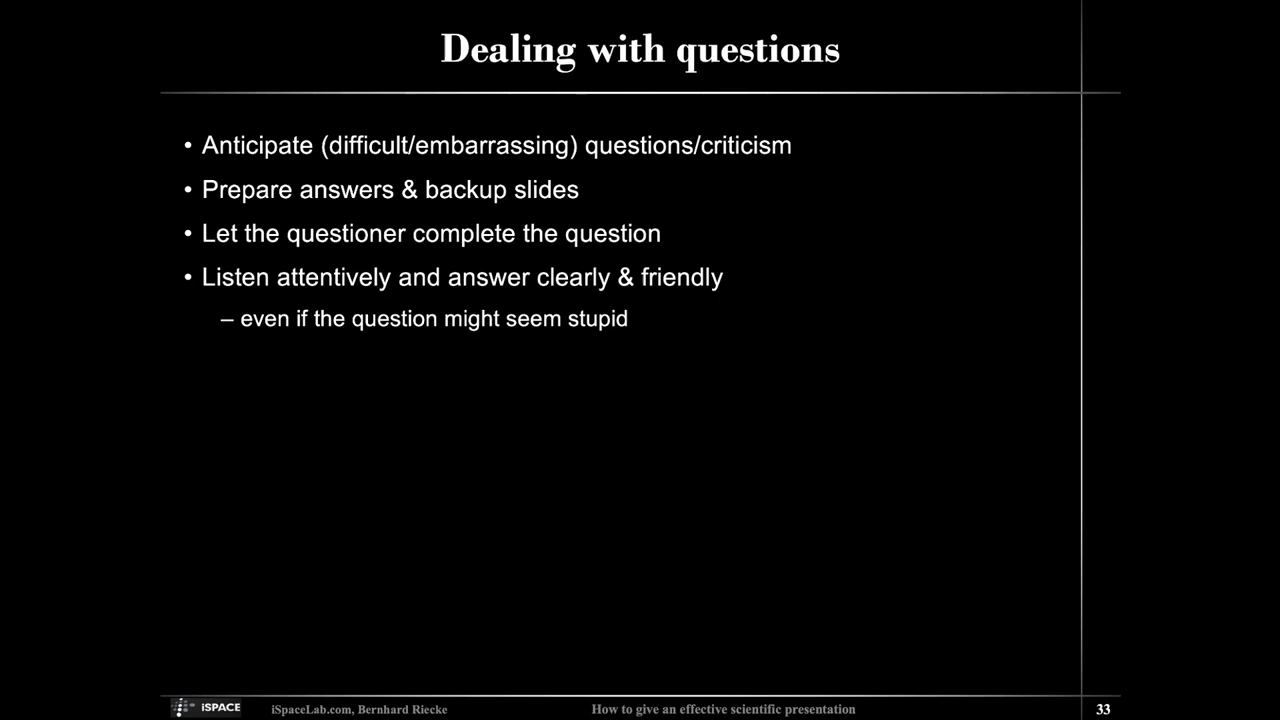 Dealing with questions
• Anticipate (difficult/embarrassing) questions/criticism
• Prepare answers & backup slides
• Let the questioner complete the question
• Listen attentively and answer clearly & friendly
– even if the question might seem stupid
iSPACE
iSpaceLab.com, Bernhard Riecke
How to give an effective scientific presentation
33